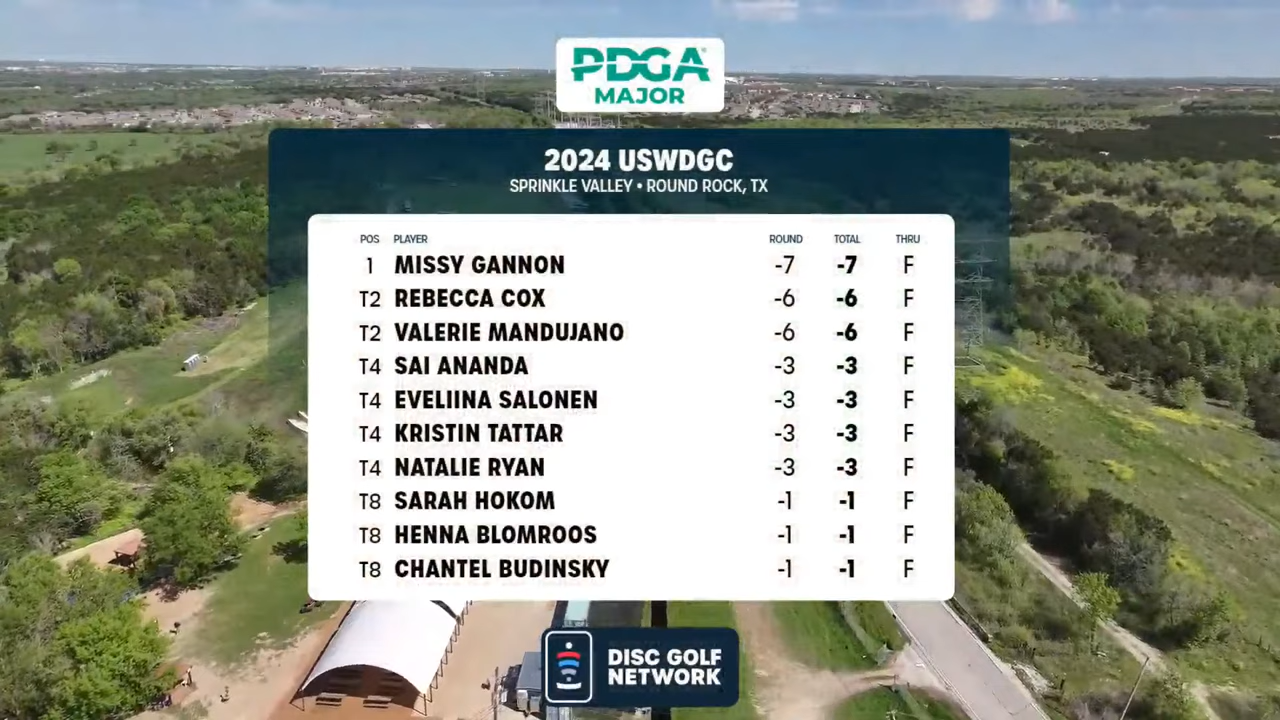 PDGA
MAJOR
2024 USWDGC
SPRINKLE VALLEY • ROUND ROCK, TX
POS PLAYER ROUND TOTAL THRU
1 MISSY GANNON -7 -7 F
T2 REBECCA COX -6 -6 F
T2 VALERIE MANDUJANO -6 -6 F
T4 SAI ANANDA -3 -3 F
T4 EVELIINA SALONEN -3 -3 F
T4 KRISTIN TATTAR -3 -3 F
T4 NATALIE RYAN -3 -3 F
T8 SARAH HOKOM -1 -1 F
T8 HENNA BLOMROOS -1 -1 F
T8 CHANTEL BUDINSKY -1 -1 F
DISC GOLF
NETWORK